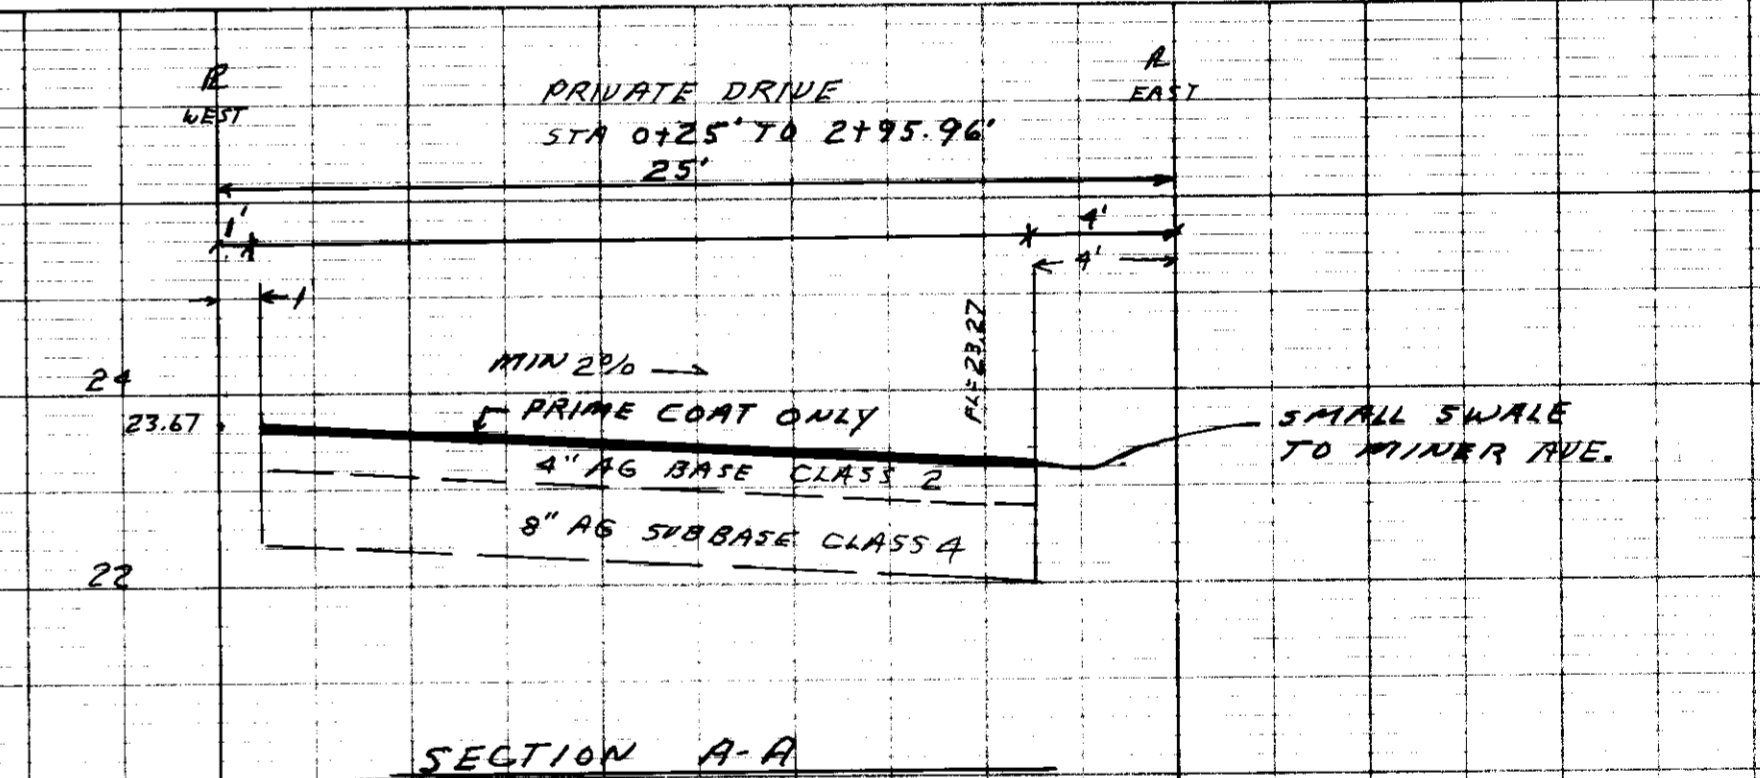 PL
WEST
PRIVATE DRIVE
STA 0+25' TO 2+95.96'
25'
PL
EAST
1'
4'
4'
1
FL=23.27
MIN 2%
24
PRIME COAT ONLY
23.67
SMALL SWALE
TO MINER AVE.
4" AG BASE CLASS 2
8" AG SUBBASE CLASS 4
22
SECTION A-A